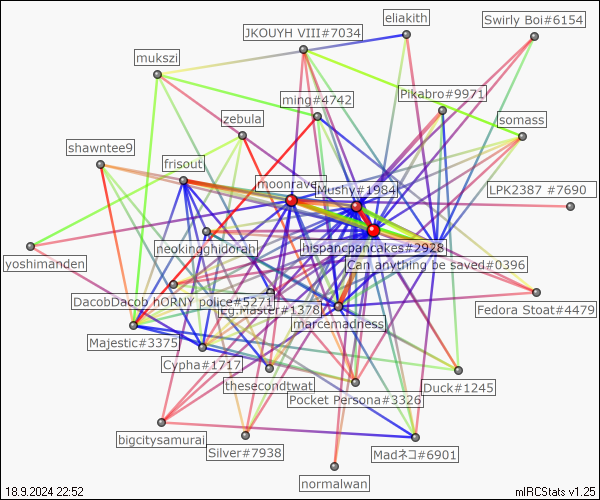 eliakith
Swirly Boi#6154
JKOUYH VIII#7034
mukszi
Pikabro#9971
ming#4742
somass
zebula
shawntee9
frisout
moonrave
Mushy#1984
LPK2387 #7690
neokingghidorah
hispancpancakes#2928
yoshimanden
Can anything be saved#0396
DacobDacob hORNY police#5271
Eg.Master#1378
Fedora Stoat#4479
marcemadness
Majestic#3375
Cypha#1717
thesecondtwat
Duck#1245
Pocket Persona#3326
bigcitysamurai
Silver#7938
Madネコ#6901
normalwan
18.9.2024 22:52
mIRCStats v1.25